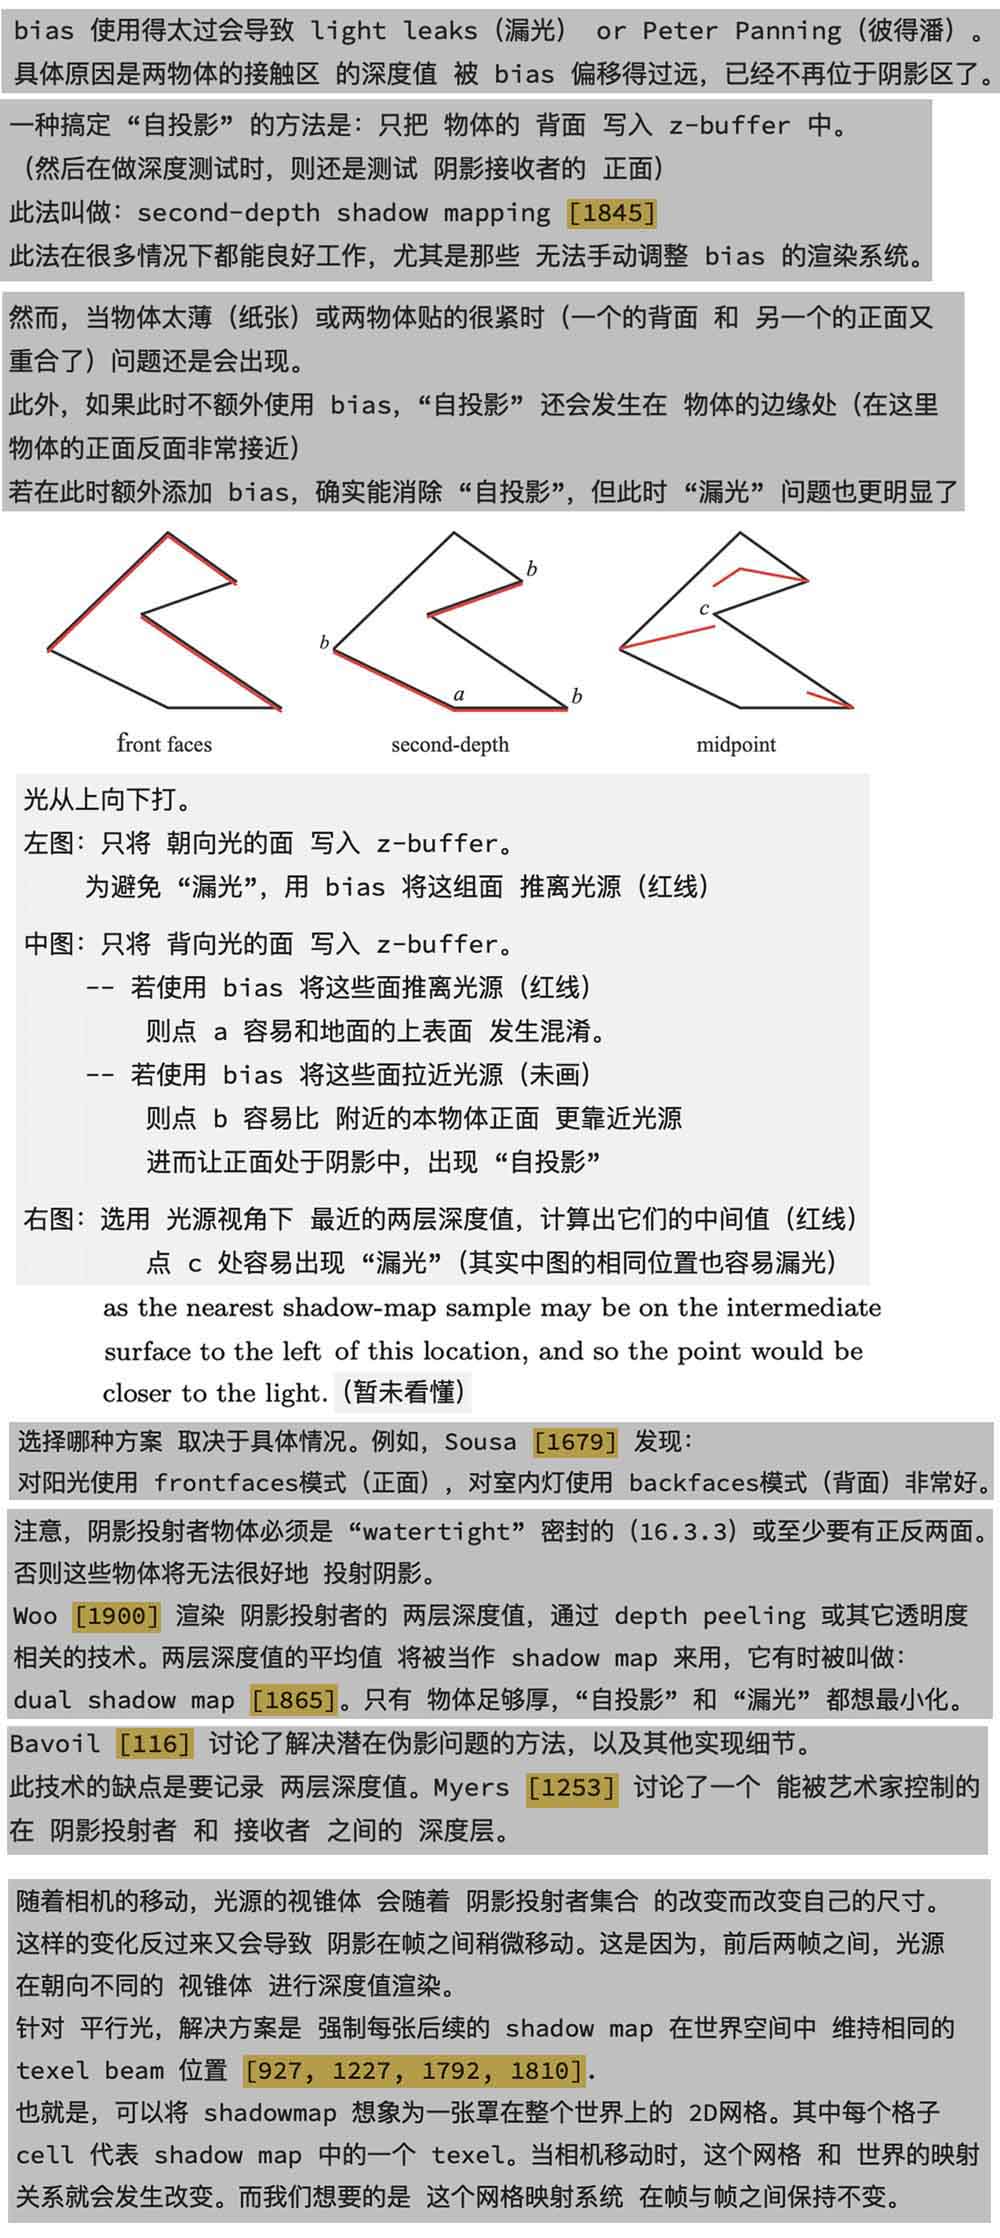 bias 使用得太过会导致 light leaks（漏光） or Peter Panning（彼得潘）。
具体原因是两物体的接触区 的深度值 被 bias 偏移得过远，已经不再位于阴影区了。
一种搞定 “自投影” 的方法是：只把 物体的 背面 写入 z-buffer 中。
（然后在做深度测试时，则还是测试 阴影接收者的 正面）
此法叫做：second-depth shadow mapping [1845]
此法在很多情况下都能良好工作，尤其是那些 无法手动调整 bias 的渲染系统。
然而，当物体太薄（纸张）或两物体贴的很紧时（一个的背面 和 另一个的正面又
重合了）问题还是会出现。
此外，如果此时不额外使用 bias，“自投影” 还会发生在 物体的边缘处（在这里
物体的正面反面非常接近）
若在此时额外添加 bias，确实能消除 “自投影”，但此时 “漏光” 问题也更明显了
b
b
c
a
b
front faces
second-depth
midpoint
光从上向下打。
左图：只将 朝向光的面 写入 z-buffer。
为避免 “漏光”，用 bias 将这组面 推离光源（红线）
中图：只将 背向光的面 写入 z-buffer。
-- 若使用 bias 将这些面推离光源（红线）
则点 a 容易和地面的上表面 发生混淆。
-- 若使用 bias 将这些面拉近光源（未画）
则点 b 容易比 附近的本物体正面 更靠近光源
进而让正面处于阴影中，出现 “自投影”
右图：选用 光源视角下 最近的两层深度值，计算出它们的中间值（红线）
点 c 处容易出现 “漏光”（其实中图的相同位置也容易漏光）
as the nearest shadow-map sample may be on the intermediate
surface to the left of this location, and so the point would be
closer to the light.（暂未看懂）
选择哪种方案 取决于具体情况。例如，Sousa [1679] 发现：
对阳光使用 frontfaces模式（正面），对室内灯使用 backfaces模式（背面）非常好。
注意，阴影投射者物体必须是 “watertight” 密封的（16.3.3）或至少要有正反两面。
否则这些物体将无法很好地 投射阴影。
Woo [1900] 渲染 阴影投射者的 两层深度值，通过 depth peeling 或其它透明度
相关的技术。两层深度值的平均值 将被当作 shadow map 来用，它有时被叫做：
dual shadow map [1865]。只有 物体足够厚，“自投影” 和 “漏光” 都想最小化。
Bavoil [116] 讨论了解决潜在伪影问题的方法，以及其他实现细节。
此技术的缺点是要记录 两层深度值。Myers [1253] 讨论了一个 能被艺术家控制的
在 阴影投射者 和 接收者 之间的 深度层。
随着相机的移动，光源的视锥体 会随着 阴影投射者集合 的改变而改变自己的尺寸。
这样的变化反过来又会导致 阴影在帧之间稍微移动。这是因为，前后两帧之间，光源
在朝向不同的 视锥体 进行深度值渲染。
针对 平行光，解决方案是 强制每张后续的 shadow map 在世界空间中 维持相同的
texel beam 位置 [927, 1227, 1792, 1810].
也就是，可以将 shadowmap 想象为一张罩在整个世界上的 2D网格。其中每个格子
cell 代表 shadow map 中的一个 texel。当相机移动时，这个网格 和 世界的映射
关系就会发生改变。而我们想要的是 这个网格映射系统 在帧与帧之间保持不变。